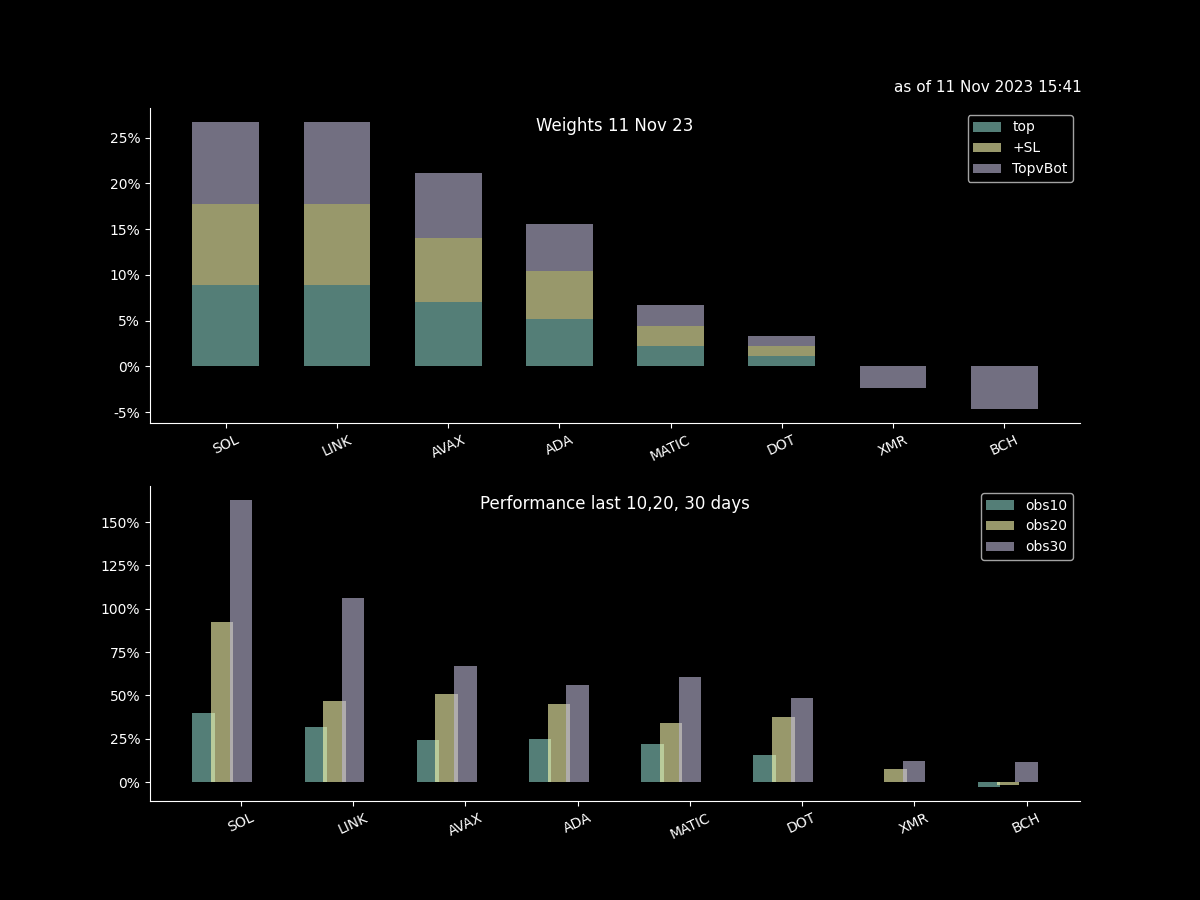 as of 11 Nov 2023 15:41
Weights 11 Nov 23
top
+SL
TopvBot
25%
20%
15%
10%
5%
0%
-5%
SOL LINK AVAX ADA MATIC DOT XMR BCH
Performance last 10,20, 30 days
obs10
obs20
obs30
150%
125%
100%
75%
50%
25%
0%
SOL LINK AVAX ADA MATIC DOT XMR BCH